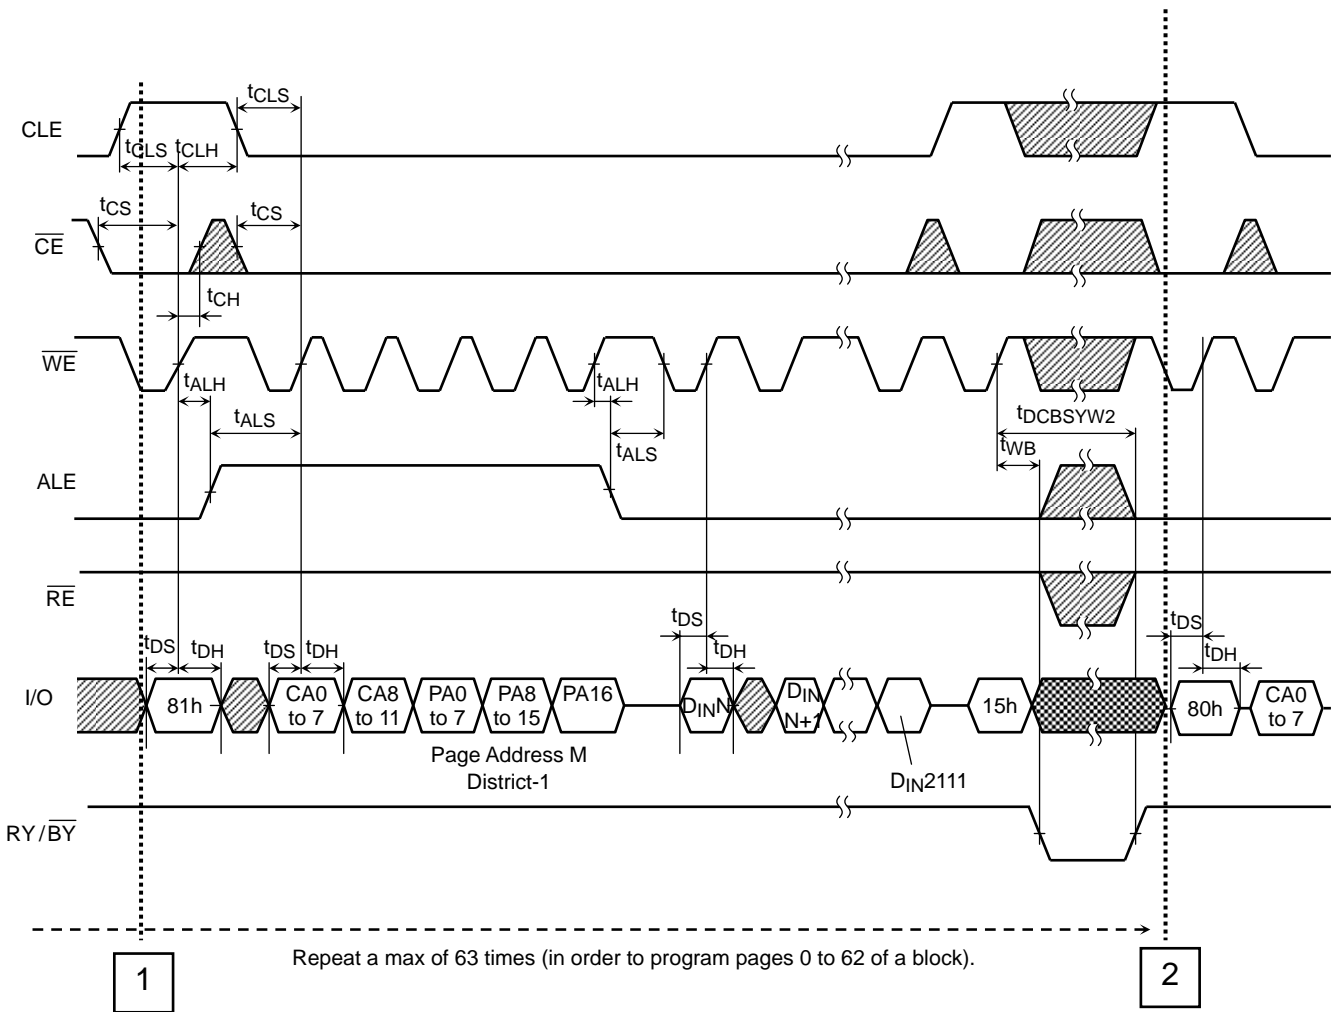 tCLS
CLE
tCLS tCLH
tCS
tCS
CE
tCH
WE
tALH
tALH
tALS
tDCBSYW2
tALS
tWB
ALE
RE
tDS
tDH
tDS
tDH
tDS
tDH
tDS
tDH
I/O
81h
CA0 to 7
CA8 to 11
PA0 to 7
PA8 to 15
PA16
DINN
DIN N+1
15h
80h
CA0 to 7
Page Address M
District-1
DIN2111
RY/BY
Repeat a max of 63 times (in order to program pages 0 to 62 of a block).
1
2